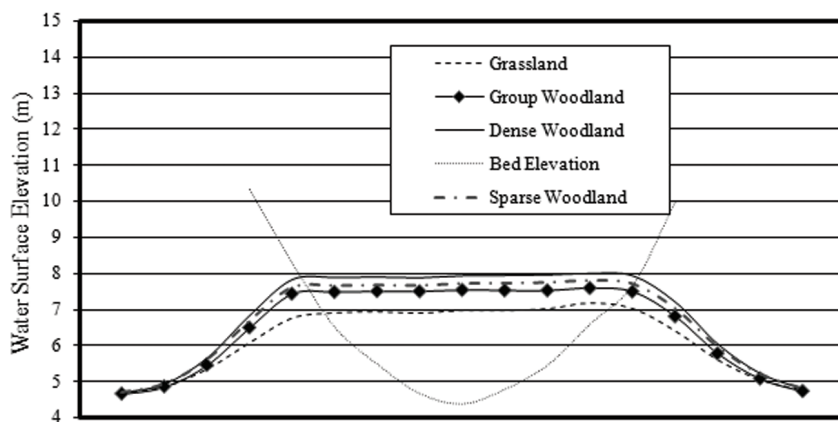 15
14
13
12
11
10
9
8
7
6
5
4
Water Surface Elevation (m)
Grassland
Group Woodland
Dense Woodland
Bed Elevation
Sparse Woodland